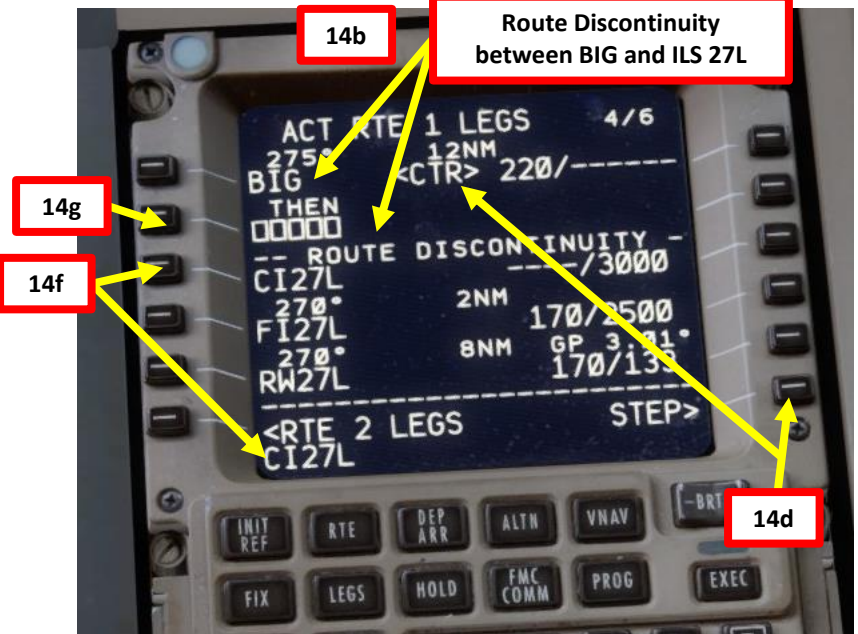 14b
Route Discontinuity
between BIG and ILS 27L
ACT RTE 1 LEGS 4/6
275° 12NM
BIG <CTR> 220/------
THEN
□□□□□
-- ROUTE DISCONTINUITY -
CI27L ----/3000
270° 2NM
FI27L 170/2500
270° 8NM GP 3.01°
RW27L 170/139
<RTE 2 LEGS STEP>
CI27L
14g
14f
14d
INIT REF
RTE
DEP ARR
ALTN
VNAV
-BRT
FIX
LEGS
HOLD
FMC COMM
PROG
EXEC